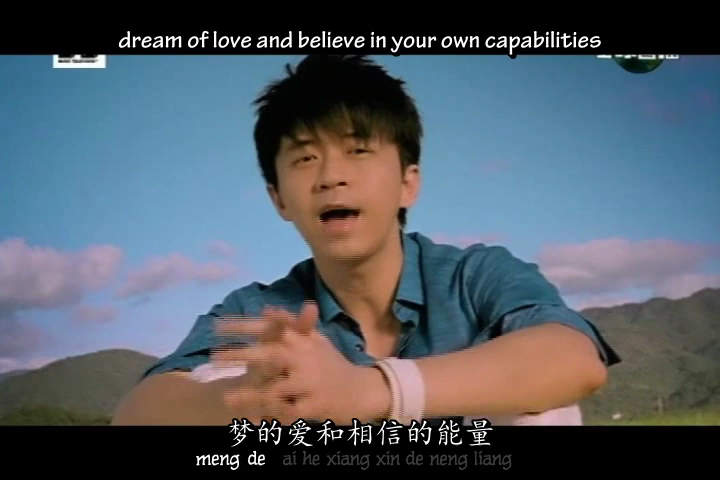 dream of love and believe in your own capabilities
梦的爱和相信的能量
meng de ai he xiang xin de neng liang